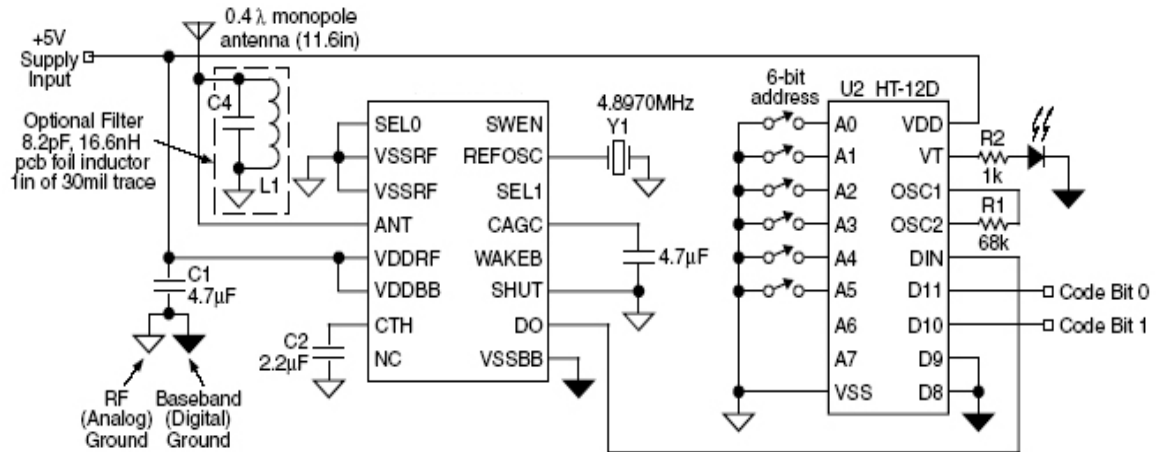 0.4 λ monopole
antenna (11.6in)
+5V
Supply
Input
C4
Optional Filter
8.2pF, 16.6nH
pcb foil inductor
1in of 30mil trace
L1
C1
4.7µF
C2
2.2µF
RF
(Analog)
Ground
Baseband
(Digital)
Ground
SEL0
VSSRF
VSSRF
ANT
VDDRF
VDDBB
CTH
NC
SWEN
REFOSC
SEL1
CAGC
WAKEB
SHUT
DO
VSSBB
4.8970MHz
Y1
4.7µF
6-bit
address
U2 HT-12D
A0
A1
A2
A3
A4
A5
A6
A7
VSS
VDD
VT
OSC1
OSC2
DIN
D11
D10
D9
D8
R2
1k
R1
68k
Code Bit 0
Code Bit 1